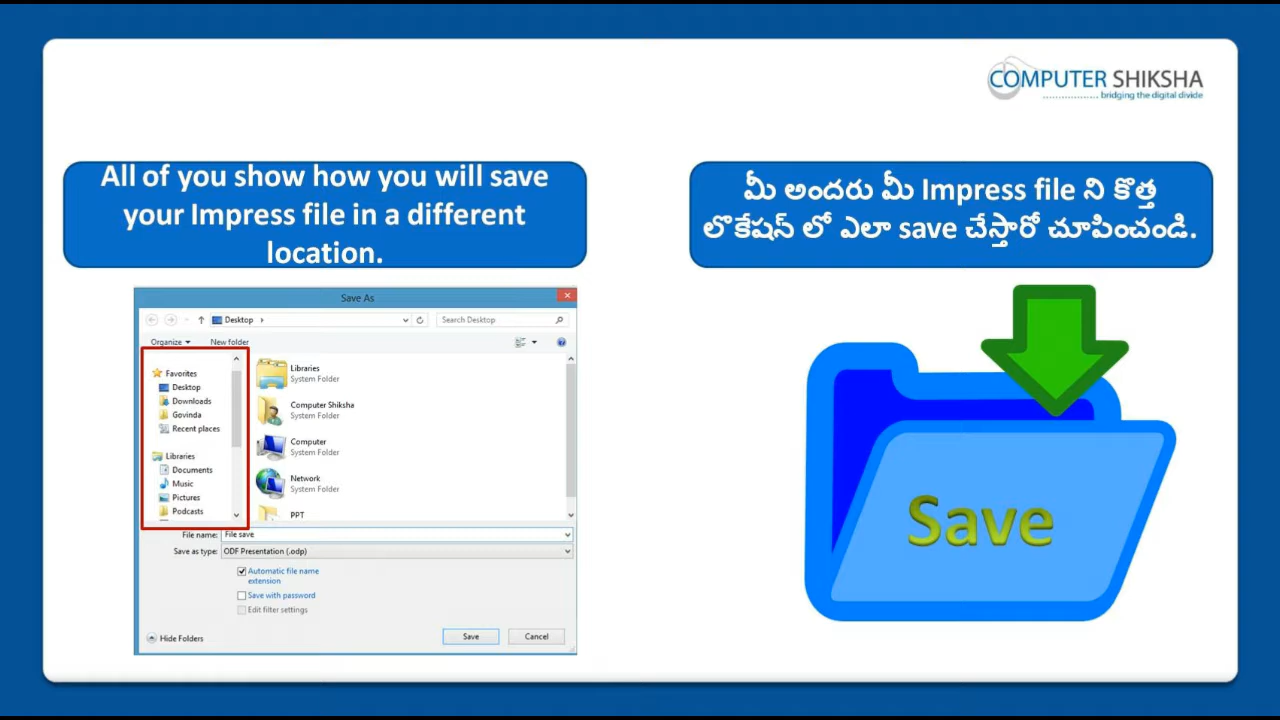 COMPUTER SHIKSHA
bridging the digital divide
All of you show how you will save
your Impress file in a different
location.
మీ అందరు మీ Impress file ని కొత్త
లొకేషన్ లో ఎలా save చేస్తారో చూపించండి.
Save As
Desktop
Search Desktop
Organize
New folder
Favorites
Desktop
Downloads
Govinda
Recent places
Libraries
Documents
Music
Pictures
Podcasts
Libraries
System Folder
Computer Shiksha
System Folder
Computer
System Folder
Network
System Folder
PPT
File name: File save
Save as type: ODF Presentation (.odp)
Automatic file name
extension
Save with password
Edit filter settings
Hide Folders
Save
Cancel
Save